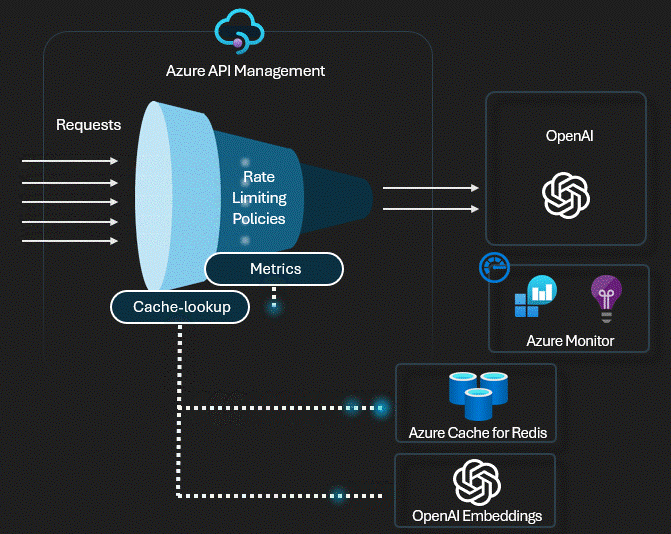 Azure API Management
Requests
OpenAI
Rate
Limiting
Policies
Metrics
Cache-lookup
Azure Monitor
Azure Cache for Redis
OpenAI Embeddings